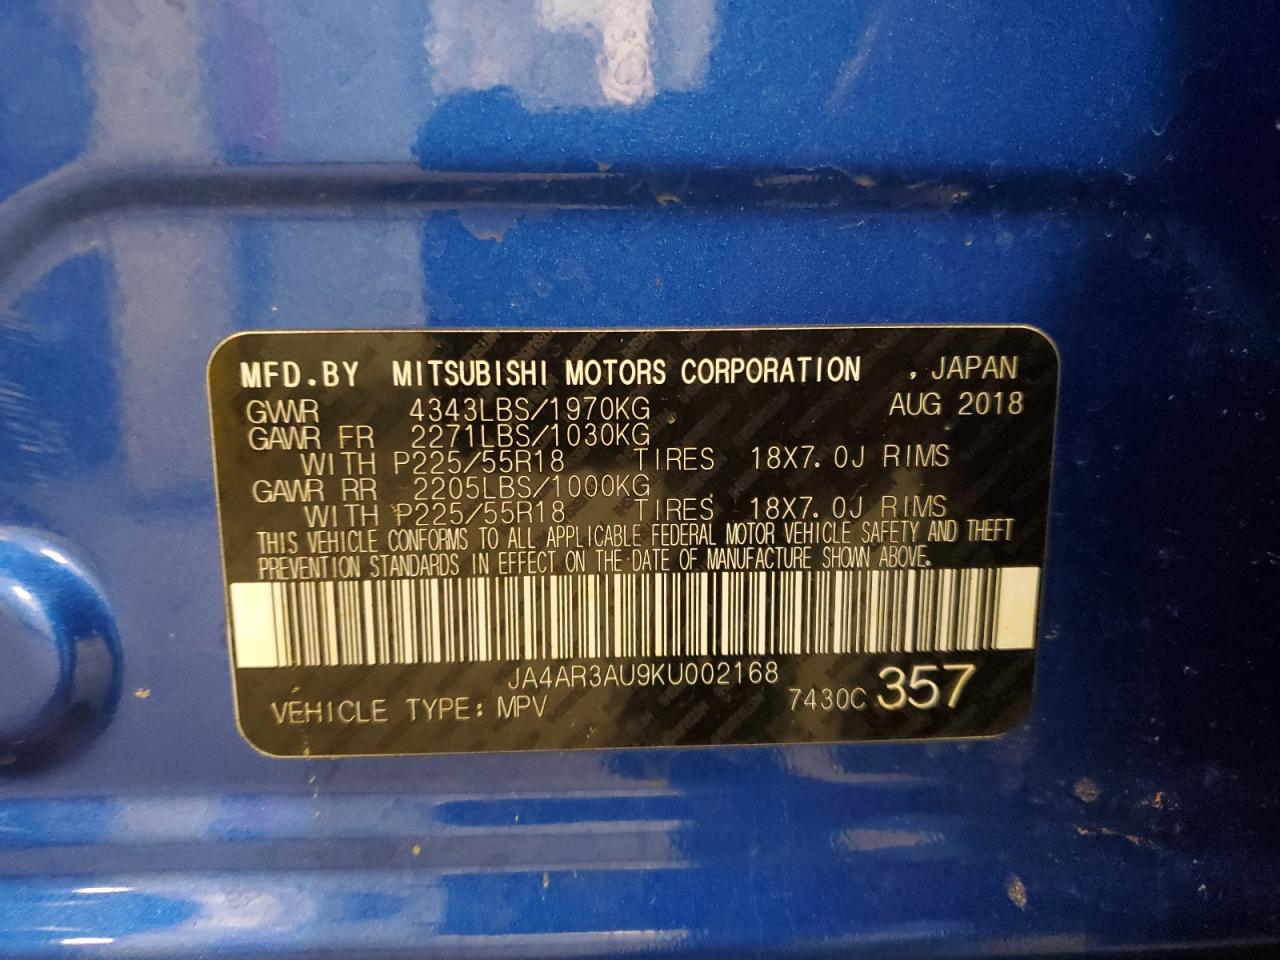 MFD.BY MITSUBISHI MOTORS CORPORATION , JAPAN
GVWR 4343LBS/1970KG AUG 2018
GAWR FR 2271LBS/1030KG
WITH P225/55R18 TIRES 18X7.0J RIMS
GAWR RR 2205LBS/1000KG
WITH P225/55R18 TIRES 18X7.0J RIMS
THIS VEHICLE CONFORMS TO ALL APPLICABLE FEDERAL MOTOR VEHICLE SAFETY AND THEFT
PREVENTION STANDARDS IN EFFECT ON THE DATE OF MANUFACTURE SHOWN ABOVE.
JA4AR3AU9KU002168
VEHICLE TYPE: MPV 7430C 357